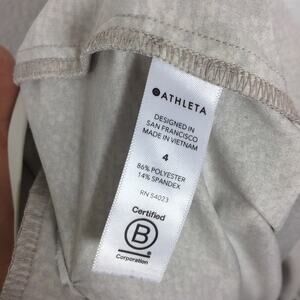 ATHLETA
DESIGNED IN
SAN FRANCISCO
MADE IN VIETNAM
4
86% POLYESTER
14% SPANDEX
RN 54023
Certified
B
Corporation